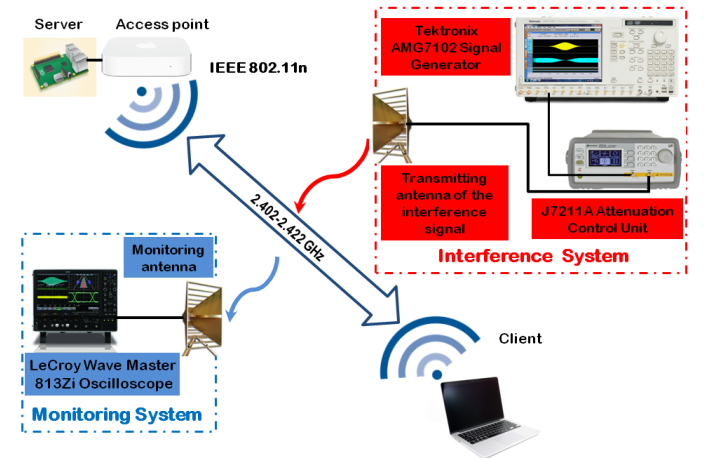 Server
Access point
IEEE 802.11n
Tektronix
AMG7102 Signal
Generator
Transmitting
antenna of the
interference
signal
J7211A Attenuation
Control Unit
Interference System
2.402-2.422 GHz
Monitoring
antenna
LeCroy Wave Master
813Zi Oscilloscope
Monitoring System
Client